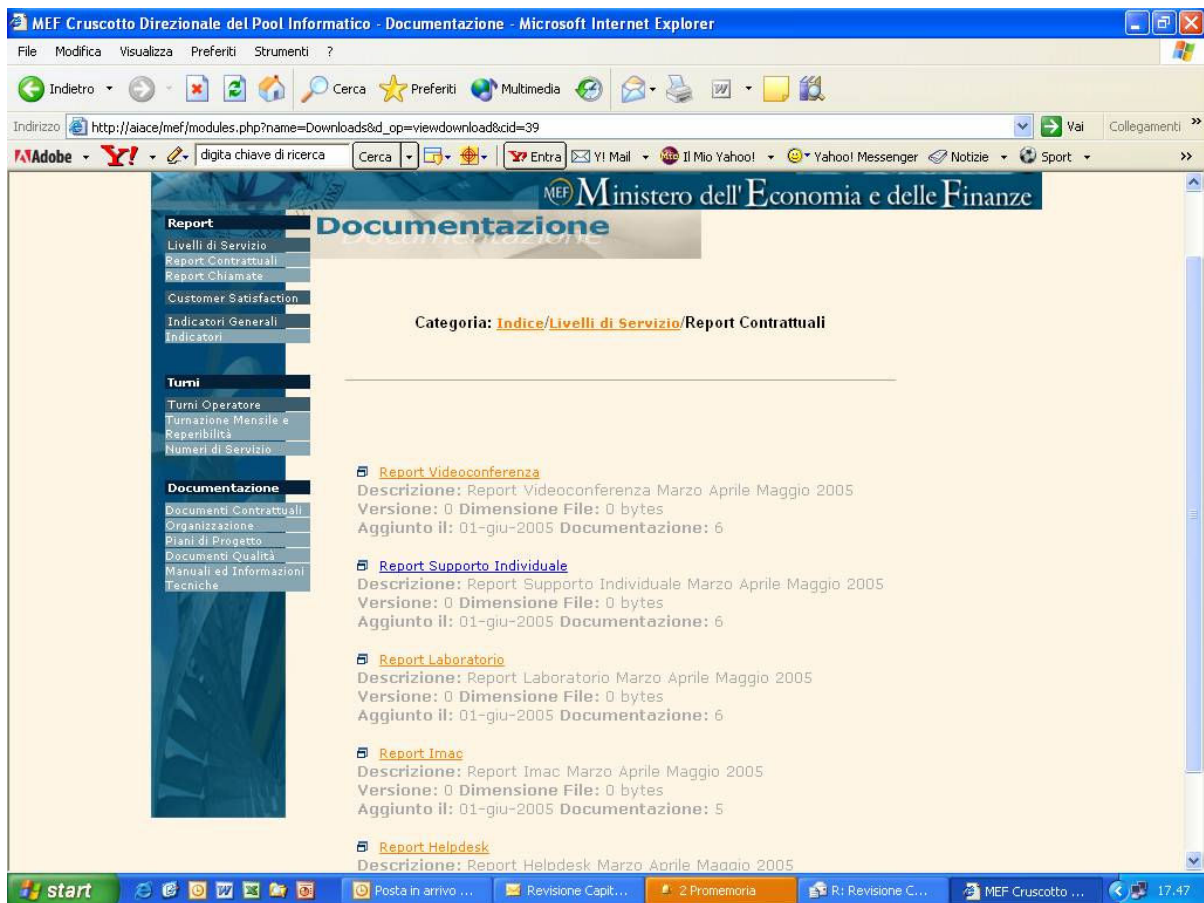 MEF Cruscotto Direzionale del Pool Informatico - Documentazione - Microsoft Internet Explorer
File Modifica Visualizza Preferiti Strumenti ?
Indietro Cerca Preferiti Multimedia
Indirizzo http://aiace/mef/modules.php?name=Downloads&d_op=viewdownload&cid=39 Vai Collegamenti »
Adobe Y! digita chiave di ricerca Cerca Y? Entra Y! Mail Il Mio Yahoo! Yahoo! Messenger Notizie Sport »
MEF Ministero dell'Economia e delle Finanze
Documentazione
Report
Livelli di Servizio
Report Contrattuali
Report Chiamate
Customer Satisfaction
Indicatori Generali
Indicatori
Turni
Turni Operatore
Turnazione Mensile e
Reperibilità
Numeri di Servizio
Documentazione
Documenti Contrattuali
Organizzazione
Piani di Progetto
Documenti Qualità
Manuali ed Informazioni
Tecniche
Categoria: Indice/Livelli di Servizio/Report Contrattuali
Report Videoconferenza
Descrizione: Report Videoconferenza Marzo Aprile Maggio 2005
Versione: 0 Dimensione File: 0 bytes
Aggiunto il: 01-giu-2005 Documentazione: 6
Report Supporto Individuale
Descrizione: Report Supporto Individuale Marzo Aprile Maggio 2005
Versione: 0 Dimensione File: 0 bytes
Aggiunto il: 01-giu-2005 Documentazione: 6
Report Laboratorio
Descrizione: Report Laboratorio Marzo Aprile Maggio 2005
Versione: 0 Dimensione File: 0 bytes
Aggiunto il: 01-giu-2005 Documentazione: 6
Report Imac
Descrizione: Report Imac Marzo Aprile Maggio 2005
Versione: 0 Dimensione File: 0 bytes
Aggiunto il: 01-giu-2005 Documentazione: 5
Report Helpdesk
Descrizione: Report Helpdesk Marzo Aprile Maggio 2005
start Posta in arrivo ... Revisione Capit... 2 Promemoria R: Revisione C... MEF Cruscotto ... 17.47